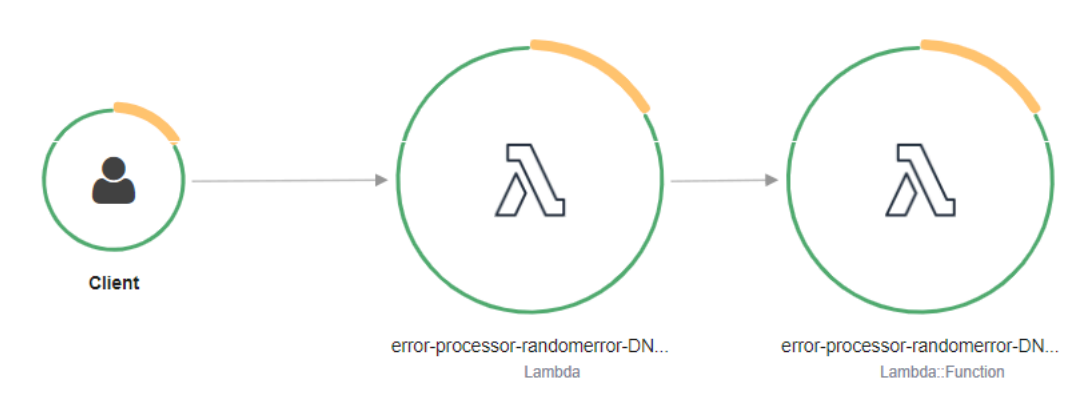 Client
error-processor-randomerror-DN...
Lambda
error-processor-randomerror-DN...
Lambda::Function